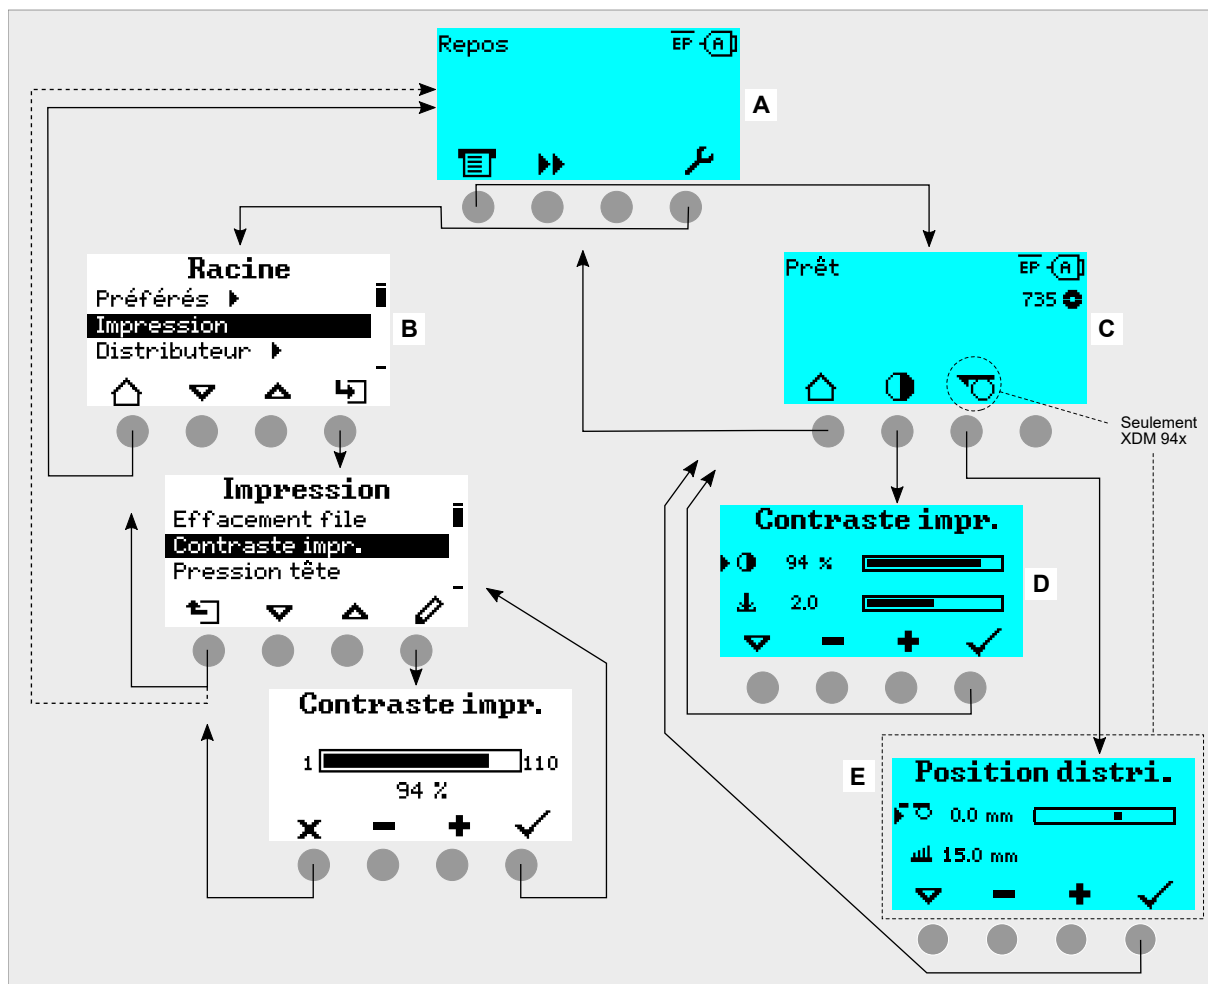 Repos
EP A
A
Racine
Préférés
Impression
Distributeur
B
Prêt
EP A
735
C
Seulement
XDM 94x
Impression
Effacement file
Contraste impr.
Pression tête
Contraste impr.
94 %
2.0
D
Contraste impr.
1 110
94 %
E
Position distri.
0.0 mm
15.0 mm